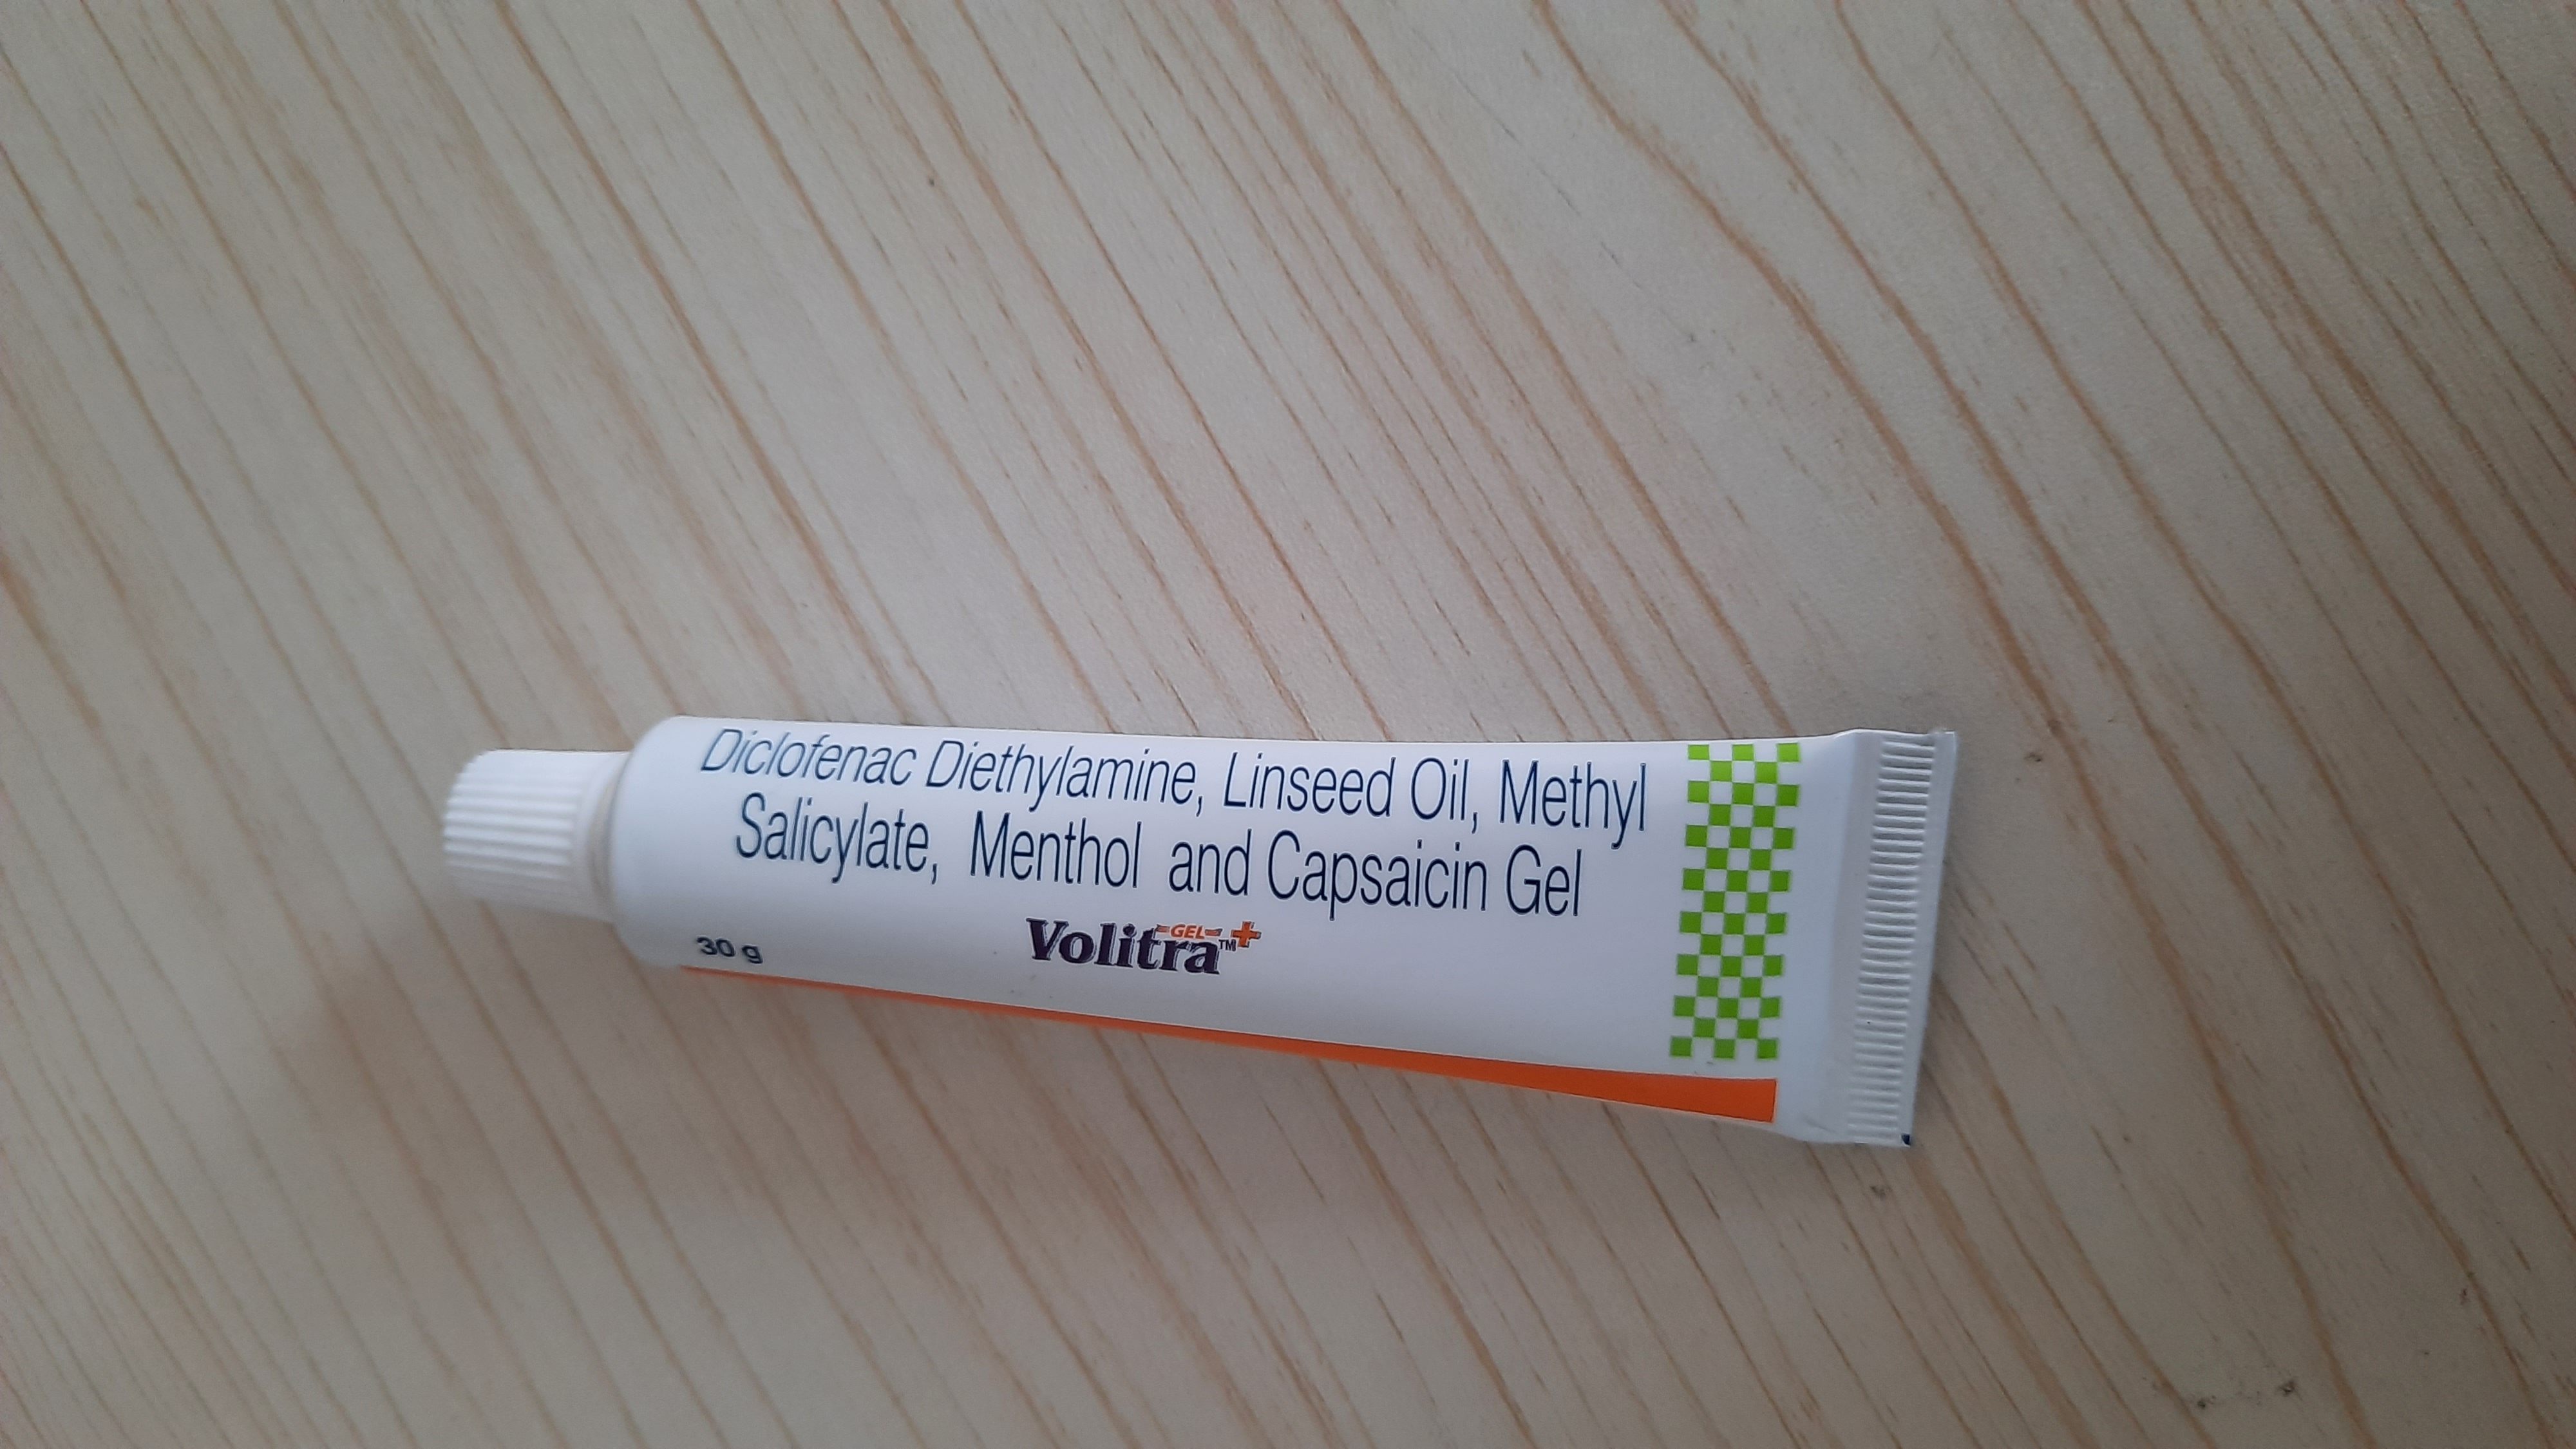 Diclofenac Diethylamine, Linseed Oil, Methyl
Salicylate, Menthol and Capsaicin Gel
GEL
Volitra™+
30 g